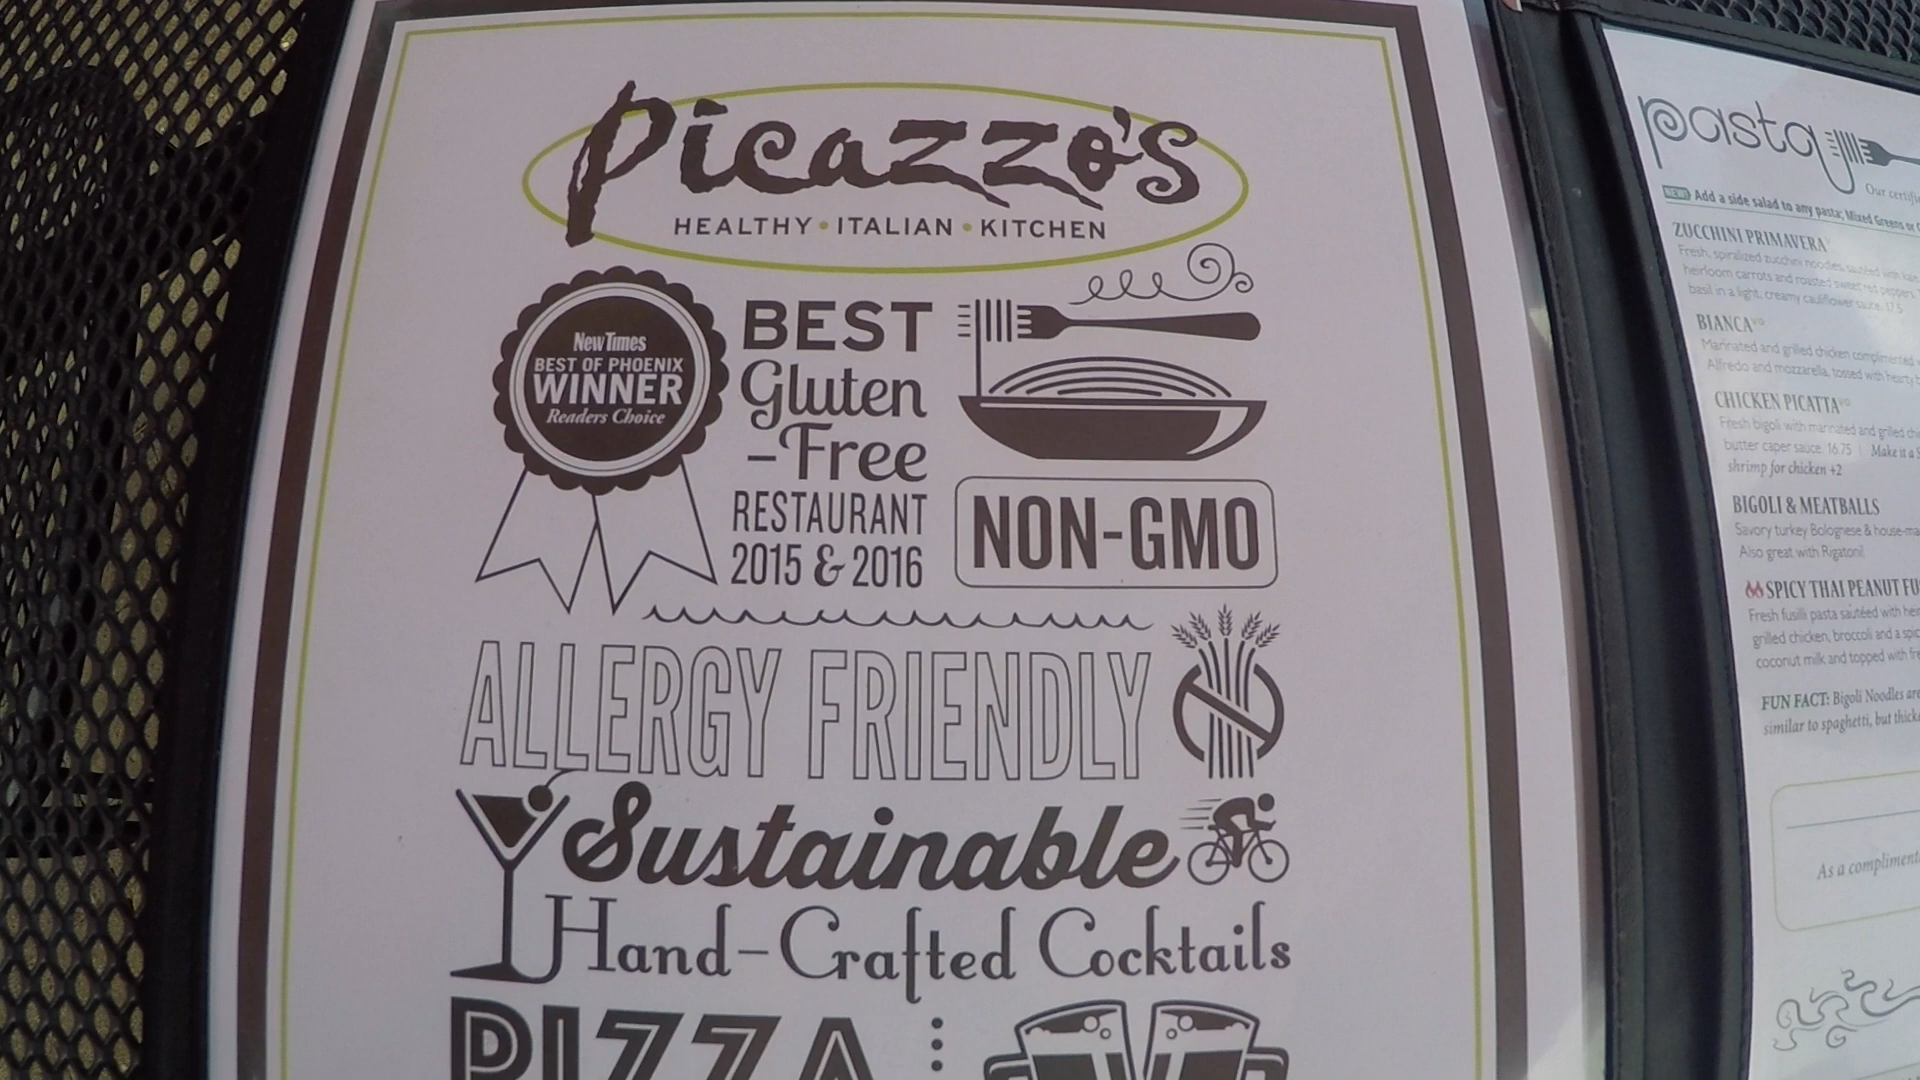 Picazzo's
HEALTHY • ITALIAN • KITCHEN
New Times
BEST OF PHOENIX
WINNER
Readers Choice
BEST
Gluten
-Free
RESTAURANT
2015 & 2016
NON-GMO
ALLERGY FRIENDLY
Sustainable
Hand-Crafted Cocktails
PIZZA
pasta
Our certifi
NEW! Add a side salad to any pasta; Mixed Greens or
ZUCCHINI PRIMAVERA
Fresh, spiralized zucchini noodles, sautéed with kale
heirloom carrots and roasted sweet red peppers
basil in a light, creamy cauliflower sauce. 17.5
BIANCA
Marinated and grilled chicken complimented
Alfredo and mozzarella, tossed with hearty
CHICKEN PICATTA
Fresh bigoli with marinated and grilled
butter caper sauce. 16.75 | Make it a
shrimp for chicken +2
BIGOLI & MEATBALLS
Savory turkey Bolognese & house-ma
Also great with Rigatoni!
SPICY THAI PEANUT FU
Fresh fusilli pasta sautéed with
grilled chicken, broccoli and a
coconut milk and topped with
FUN FACT: Bigoli Noodles are
similar to spaghetti, but thick
As a compliment